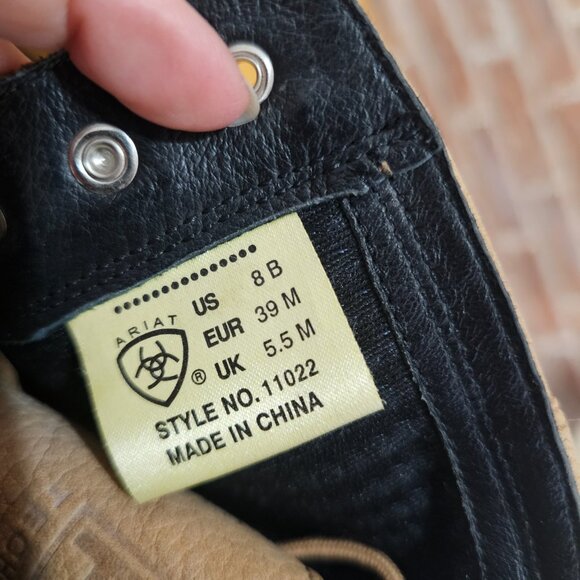 ARIAT ®
US 8 B
EUR 39 M
UK 5.5 M
STYLE NO. 11022
MADE IN CHINA